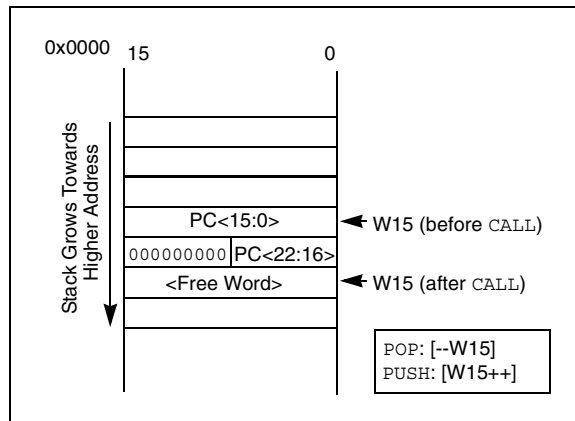 0x0000
15 0
Stack Grows Towards
Higher Address
PC<15:0>
W15 (before CALL)
000000000 PC<22:16>
<Free Word>
W15 (after CALL)
POP: [--W15]
PUSH: [W15++]